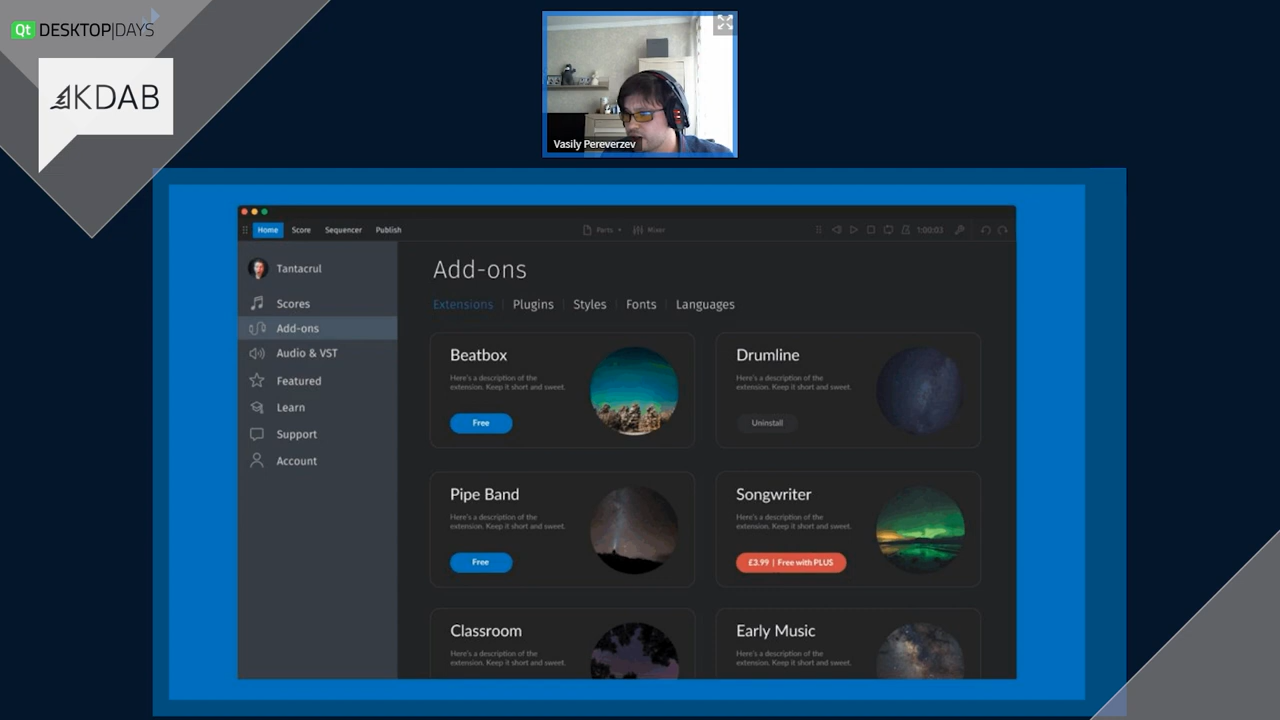 Qt DESKTOP|DAYS
KDAB
Vasily Pereverzev
Home
Score
Sequencer
Publish
Parts
Mixer
1:00:03
Tantacrul
Scores
Add-ons
Audio & VST
Featured
Learn
Support
Account
Add-ons
Extensions
Plugins
Styles
Fonts
Languages
Beatbox
Here's a description of the
extension. Keep it short and sweet.
Free
Drumline
Here's a description of the
extension. Keep it short and sweet.
Uninstall
Pipe Band
Here's a description of the
extension. Keep it short and sweet.
Free
Songwriter
Here's a description of the
extension. Keep it short and sweet.
£3.99 | Free with PLUS
Classroom
Here's a description of the
extension. Keep it short and sweet.
Early Music
Here's a description of the
extension. Keep it short and sweet.